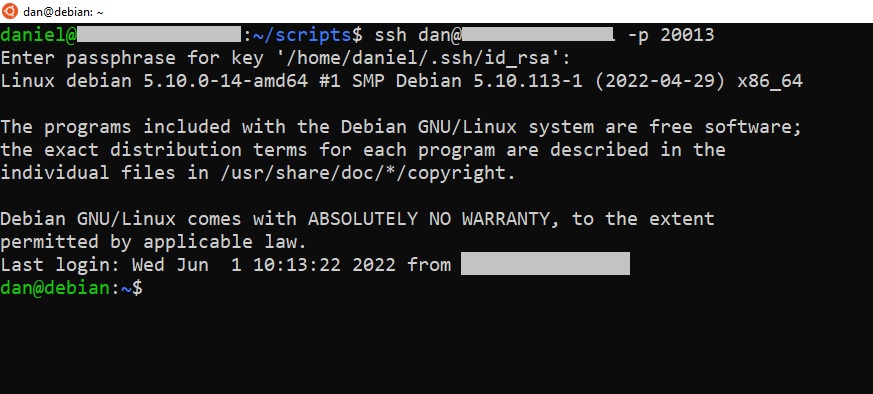 dan@debian: ~
daniel@:~/scripts$ ssh dan@ -p 20013
Enter passphrase for key '/home/daniel/.ssh/id_rsa':
Linux debian 5.10.0-14-amd64 #1 SMP Debian 5.10.113-1 (2022-04-29) x86_64
The programs included with the Debian GNU/Linux system are free software;
the exact distribution terms for each program are described in the
individual files in /usr/share/doc/*/copyright.
Debian GNU/Linux comes with ABSOLUTELY NO WARRANTY, to the extent
permitted by applicable law.
Last login: Wed Jun  1 10:13:22 2022 from
dan@debian:~$